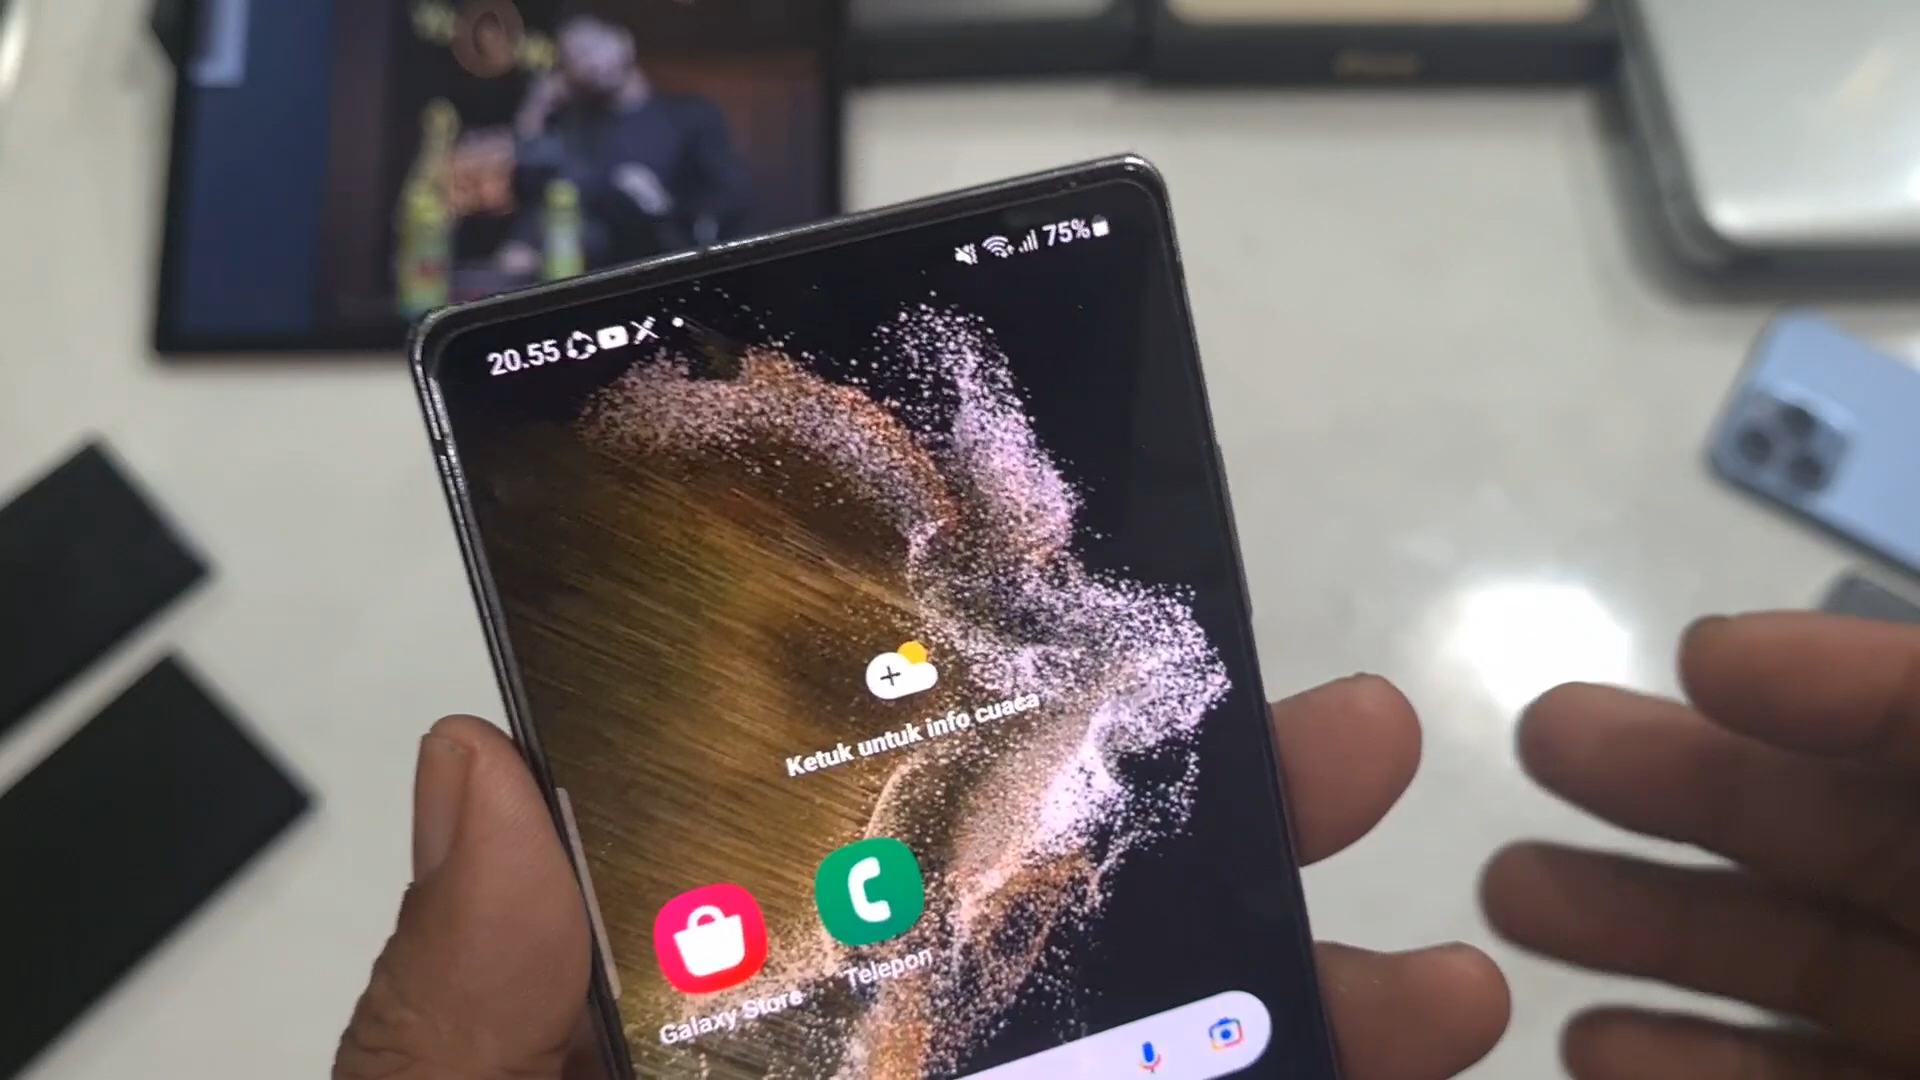 75%
20.55
Ketuk untuk info cuaca
Galaxy Store
Telepon